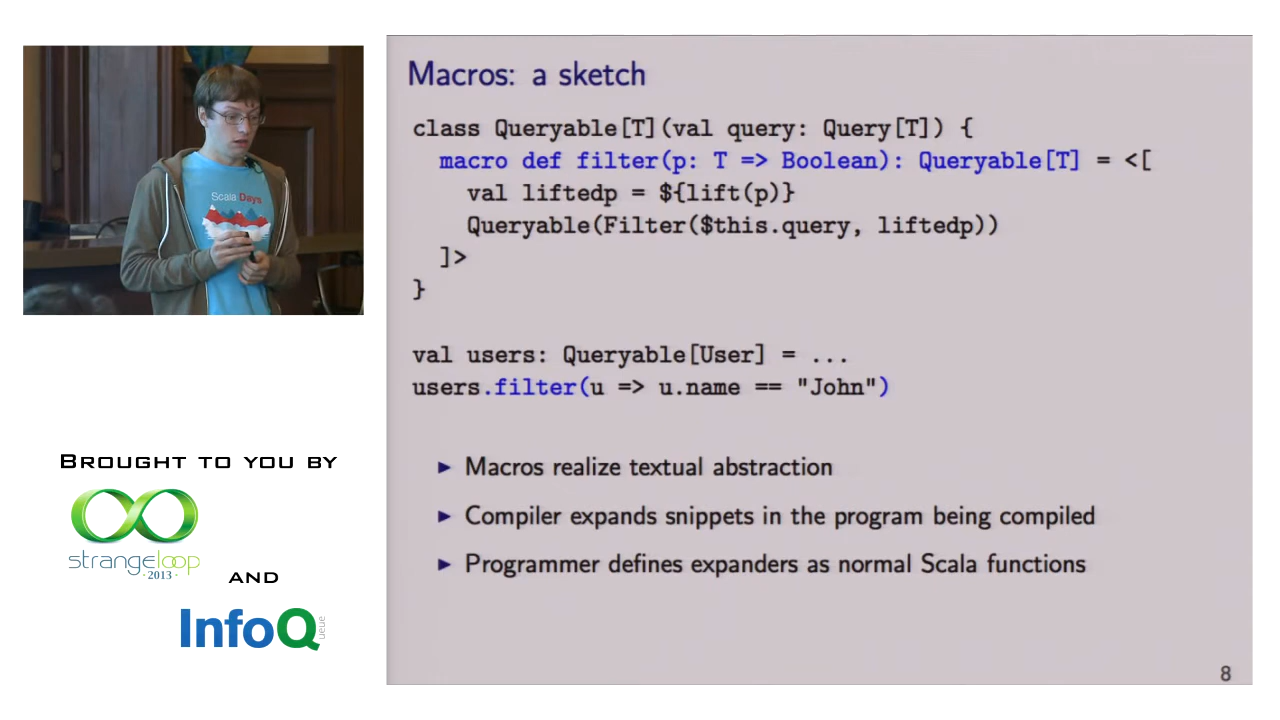 Scala Days
BROUGHT TO YOU BY
strangeloop
·2013·
AND
InfoQ
queue
Macros: a sketch
class Queryable[T](val query: Query[T]) {
  macro def filter(p: T => Boolean): Queryable[T] = <[
    val liftedp = ${lift(p)}
    Queryable(Filter($this.query, liftedp))
  ]>
}
val users: Queryable[User] = ...
users.filter(u => u.name == "John")
▶ Macros realize textual abstraction
▶ Compiler expands snippets in the program being compiled
▶ Programmer defines expanders as normal Scala functions
8